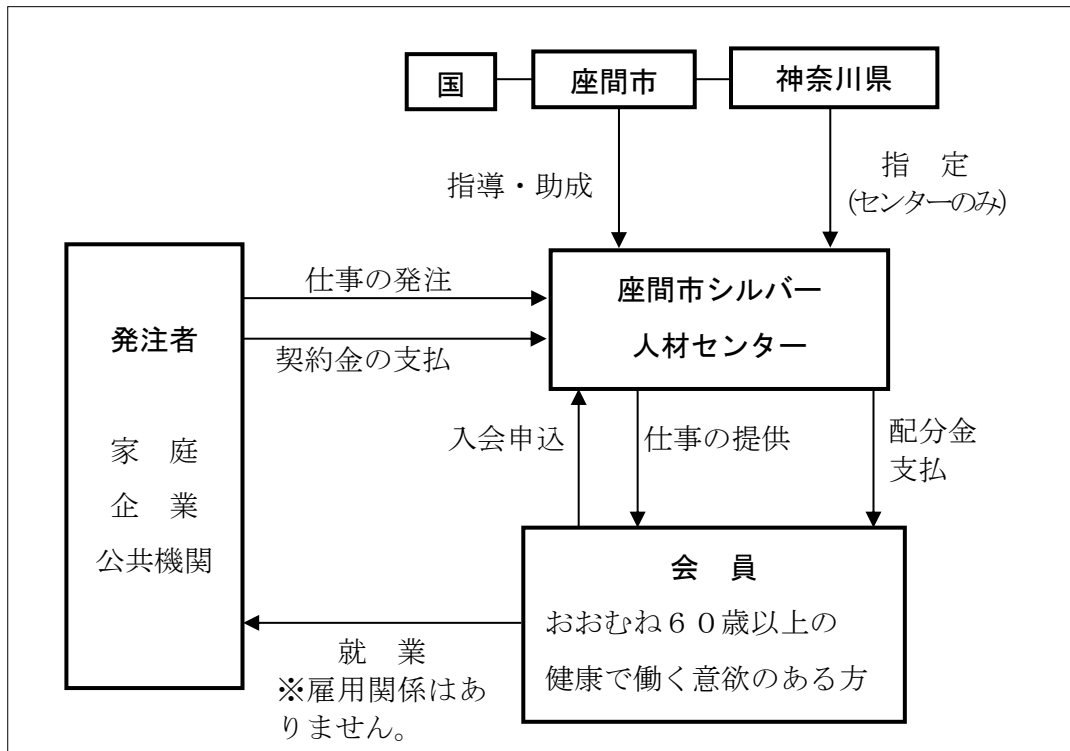 国
座間市
神奈川県
指導・助成
指　定
(センターのみ)
発注者
家　庭
企　業
公共機関
仕事の発注
契約金の支払
座間市シルバー
人材センター
入会申込
仕事の提供
配分金
支払
会　員
おおむね６０歳以上の
健康で働く意欲のある方
就　業
※雇用関係はあ
りません。